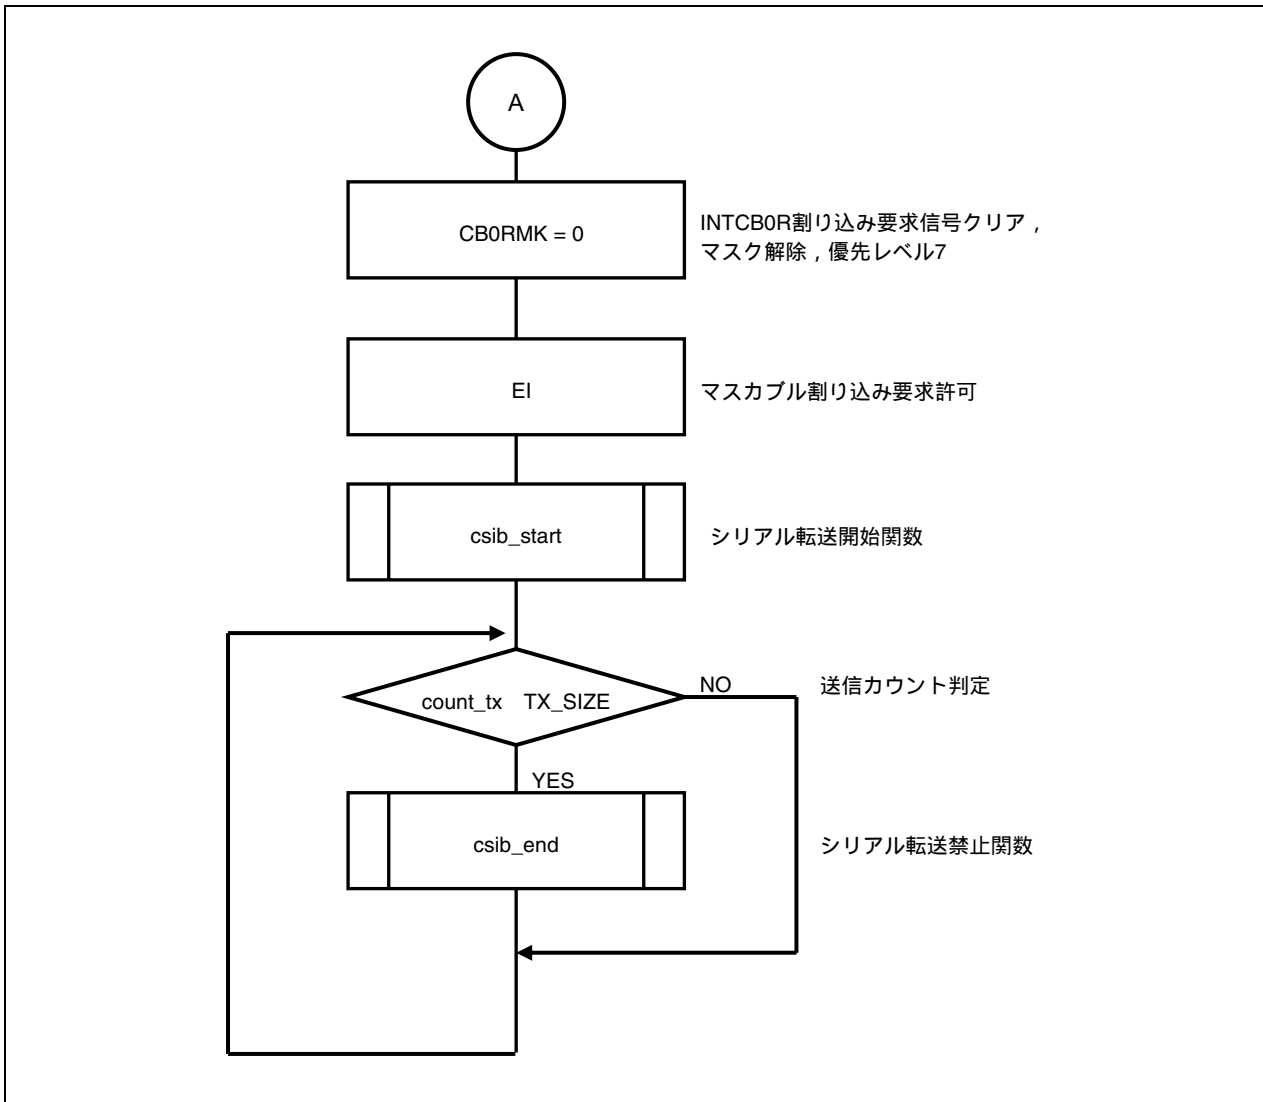 A
CB0RMK = 0
INTCB0R割り込み要求信号クリア，
マスク解除，優先レベル7
EI
マスカブル割り込み要求許可
csib_start
シリアル転送開始関数
count_tx TX_SIZE
NO
送信カウント判定
YES
csib_end
シリアル転送禁止関数